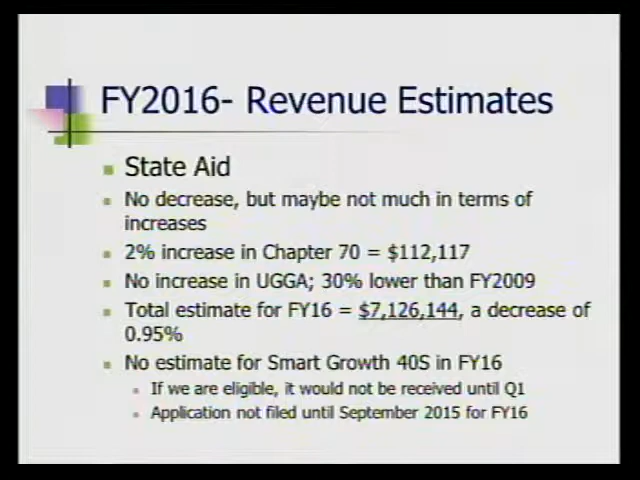 FY2016- Revenue Estimates
State Aid
No decrease, but maybe not much in terms of
increases
2% increase in Chapter 70 = $112,117
No increase in UGGA; 30% lower than FY2009
Total estimate for FY16 = $7,126,144, a decrease of
0.95%
No estimate for Smart Growth 40S in FY16
If we are eligible, it would not be received until Q1
Application not filed until September 2015 for FY16